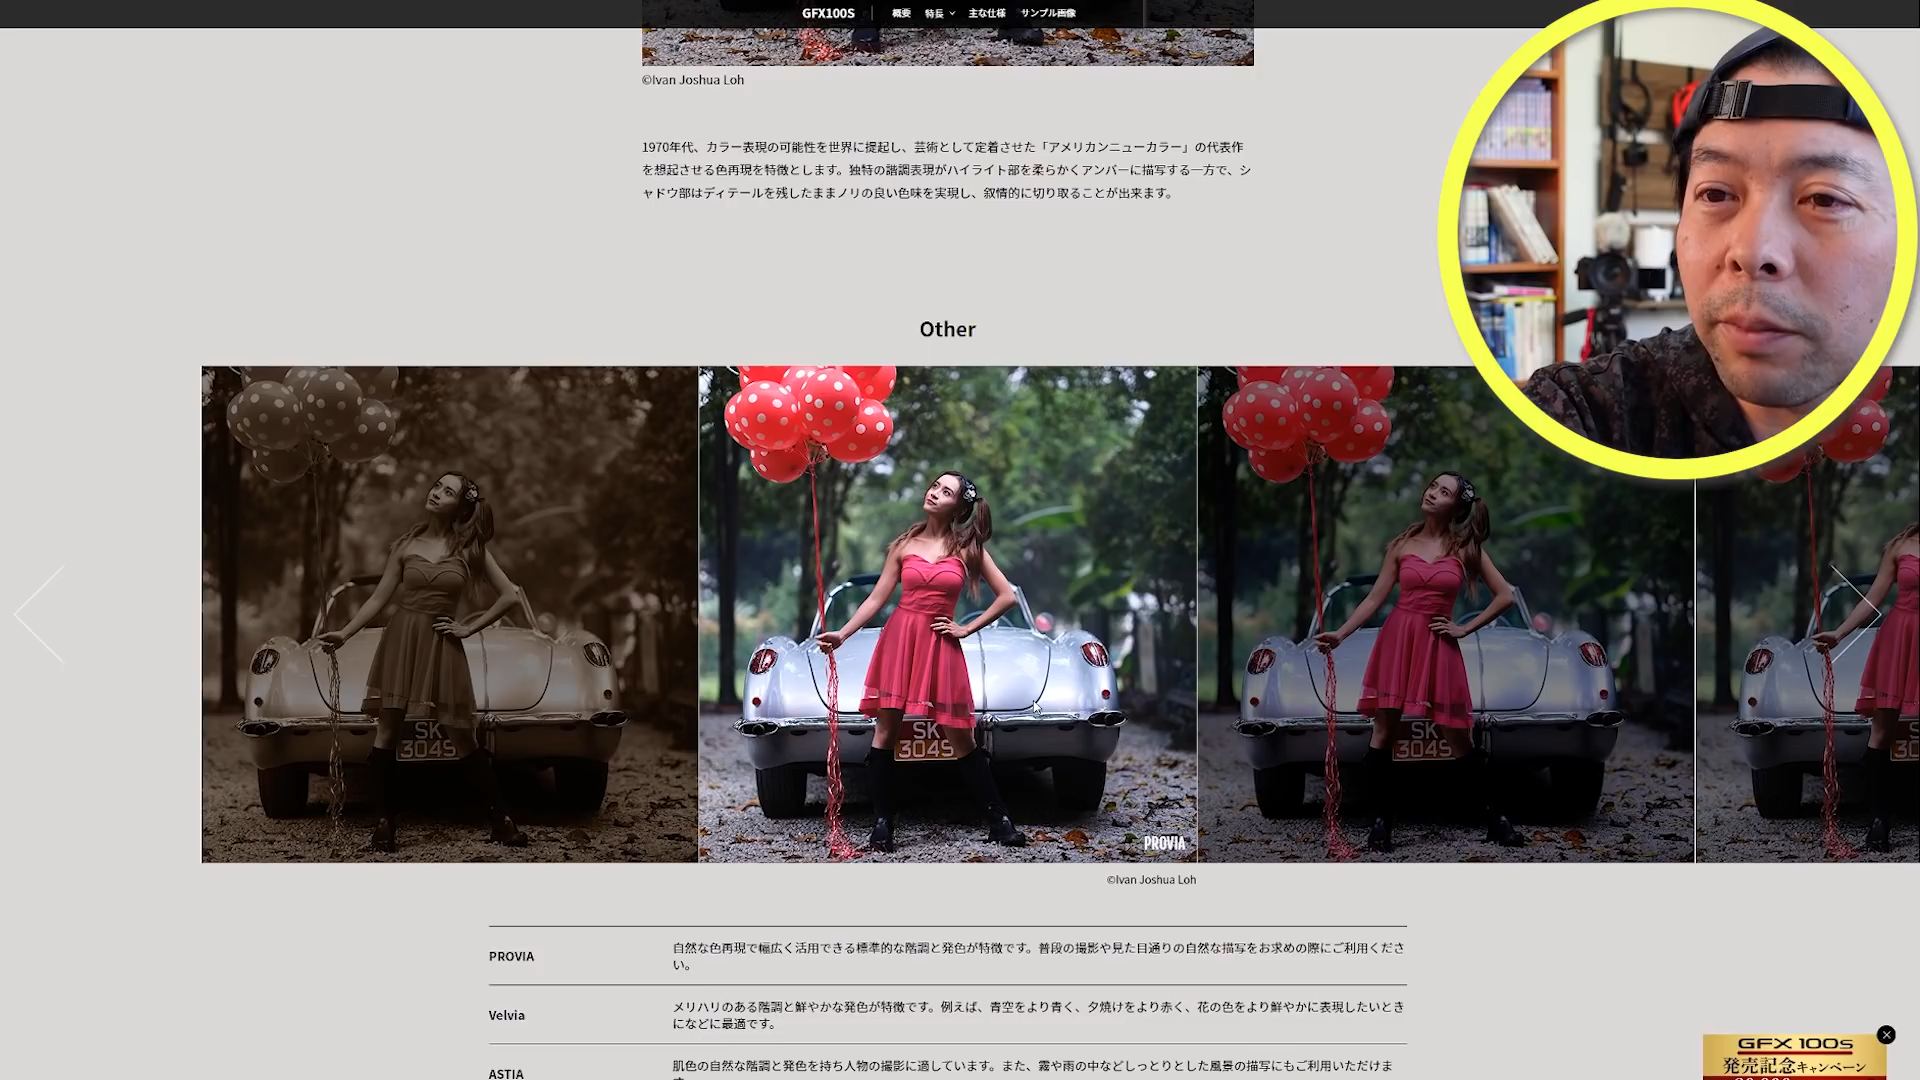 GFX100S 概要 特長 主な仕様 サンプル画像
©Ivan Joshua Loh
1970年代、カラー表現の可能性を世界に提起し、芸術として定着させた「アメリカンニューカラー」の代表作
を想起させる色再現を特徴とします。独特の諧調表現がハイライト部を柔らかくアンバーに描写する一方で、シ
ャドウ部はディテールを残したままノリの良い色味を実現し、叙情的に切り取ることが出来ます。
Other
SK
304S
SK
304S
SK
304S
PROVIA
©Ivan Joshua Loh
PROVIA
自然な色再現で幅広く活用できる標準的な階調と発色が特徴です。普段の撮影や見た目通りの自然な描写をお求めの際にご利用くださ
い。
Velvia
メリハリのある階調と鮮やかな発色が特徴です。例えば、青空をより青く、夕焼けをより赤く、花の色をより鮮やかに表現したいとき
になどに最適です。
ASTIA
肌色の自然な階調と発色を持ち人物の撮影に適しています。また、霧や雨の中などしっとりとした風景の描写にもご利用いただけま
GFX 100s
発売記念キャンペーン